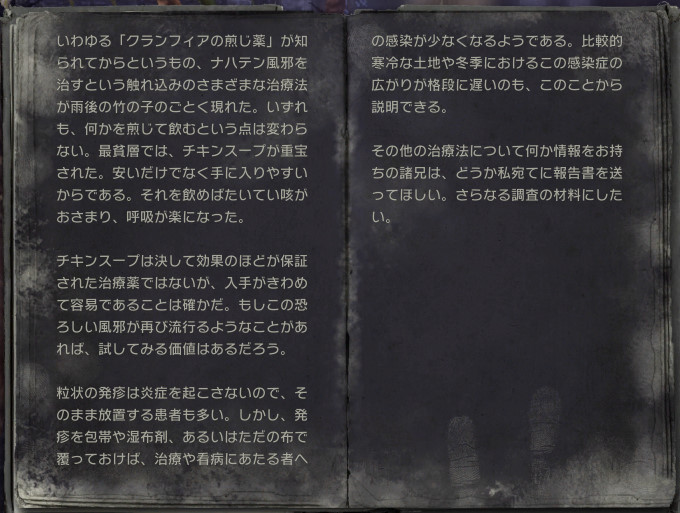 いわゆる「クランフィアの煎じ薬」が知
られてからというもの、ナハテン風邪を
治すという触れ込みのさまざまな治療法
が雨後の竹の子のごとく現れた。いずれ
も、何かを煎じて飲むという点は変わら
ない。最貧層では、チキンスープが重宝
された。安いだけでなく手に入りやすい
からである。それを飲めばたいてい咳が
おさまり、呼吸が楽になった。
チキンスープは決して効果のほどが保証
された治療薬ではないが、入手がきわめ
て容易であることは確かだ。もしこの恐
ろしい風邪が再び流行るようなことがあ
れば、試してみる価値はあるだろう。
粒状の発疹は炎症を起こさないので、そ
のまま放置する患者も多い。しかし、発
疹を包帯や湿布剤、あるいはただの布で
覆っておけば、治療や看病にあたる者へ
の感染が少なくなるようである。比較的
寒冷な土地や冬季におけるこの感染症の
広がりが格段に遅いのも、このことから
説明できる。
その他の治療法について何か情報をお持
ちの諸兄は、どうか私宛てに報告書を送
ってほしい。さらなる調査の材料にした
い。